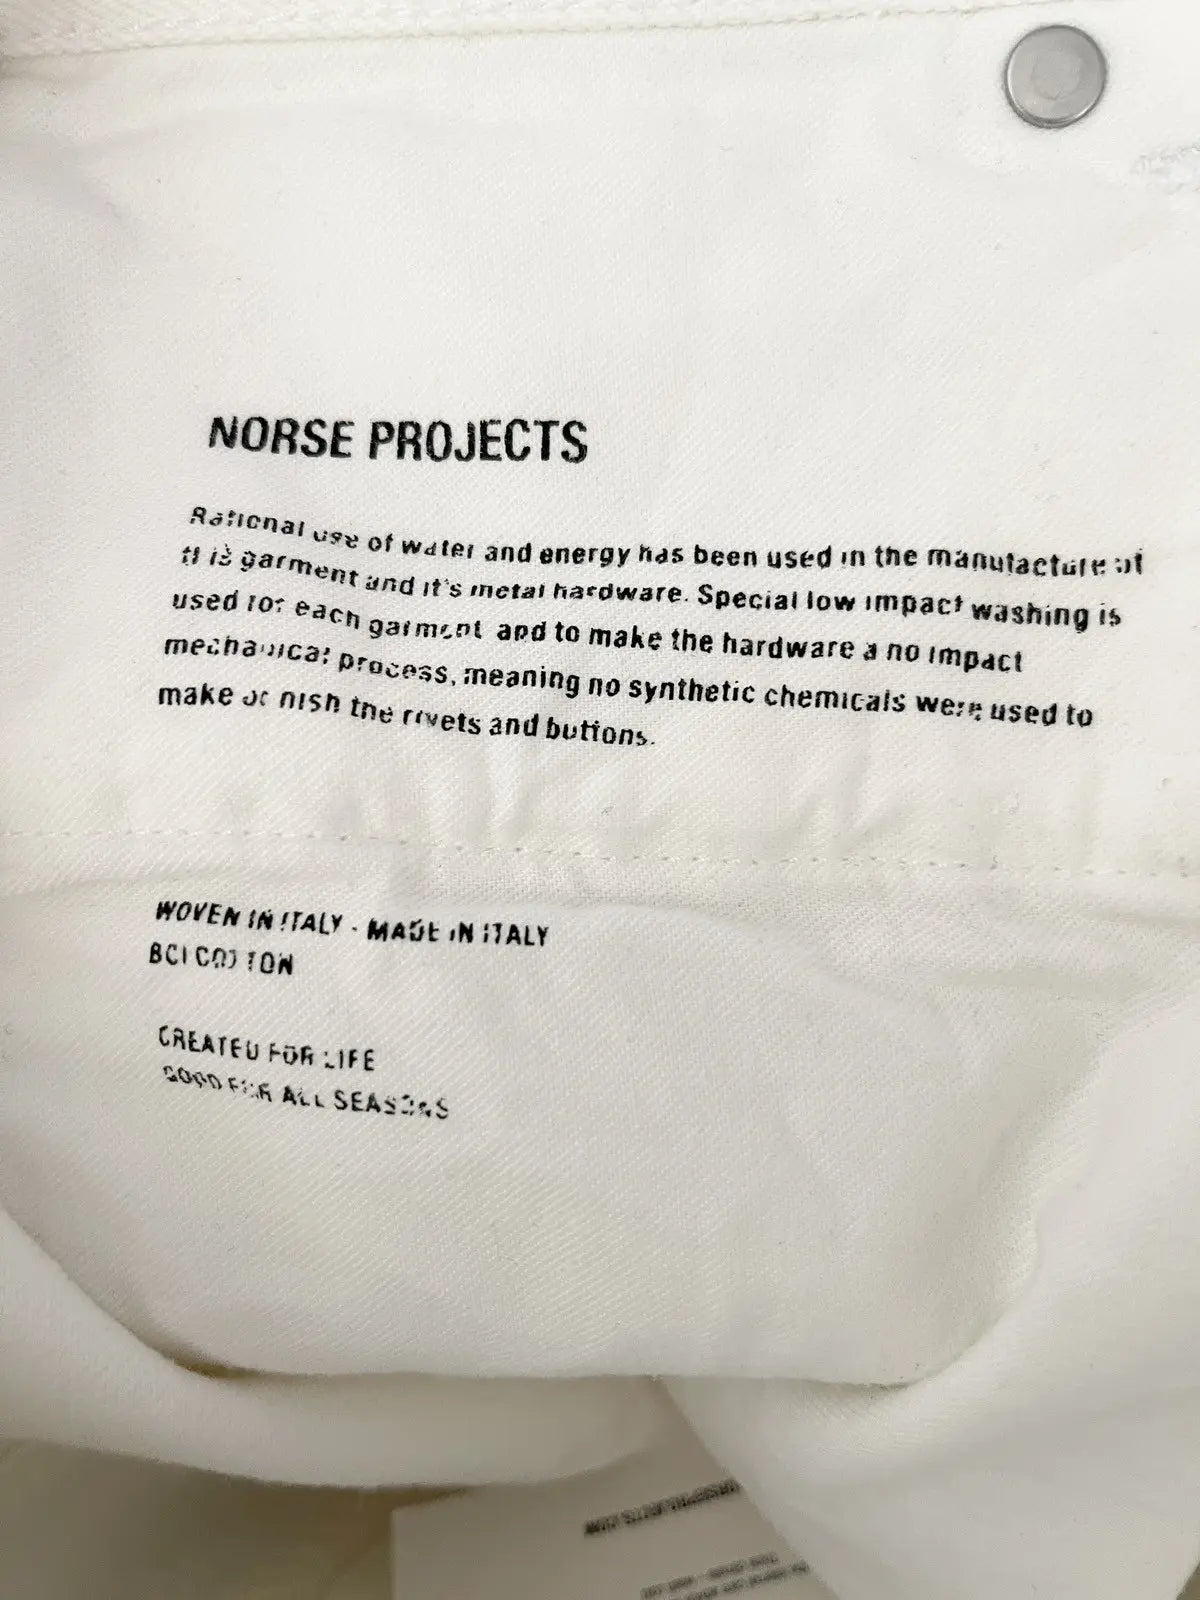 NORSE PROJECTS
Rational use of water and energy has been used in the manufacture of
this garment and it's metal hardware. Special low impact washing is
used for each garment and to make the hardware a no impact
mechanical process, meaning no synthetic chemicals were used to
make or nish the rivets and buttons.
WOVEN IN ITALY - MADE IN ITALY
BCI COTTON
CREATED FOR LIFE
GOOD FOR ALL SEASONS